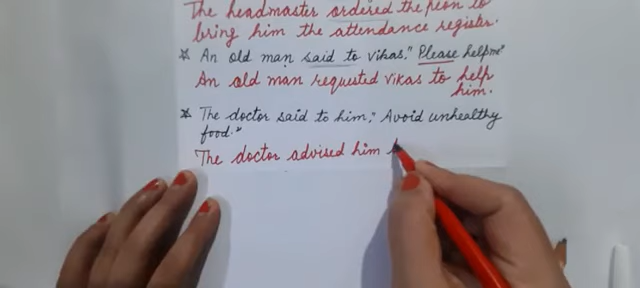 The headmaster ordered the peon to
bring him the attendance register.
☆ An old man said to vikas," Please help me"
An old man requested vikas to help
him.
☆ The doctor said to him," Avoid unhealthy
food."
The doctor advised him